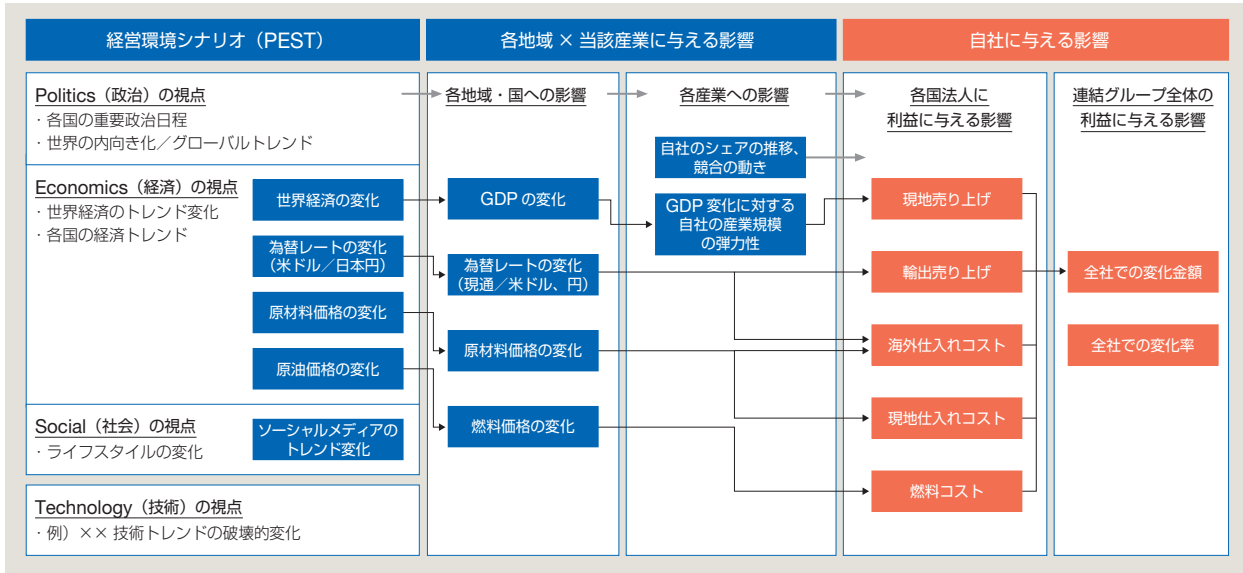 経営環境シナリオ（PEST）
各地域 × 当該産業に与える影響
自社に与える影響
Politics（政治）の視点
・各国の重要政治日程
・世界の内向き化／グローバルトレンド
Economics（経済）の視点
・世界経済のトレンド変化
・各国の経済トレンド
世界経済の変化
為替レートの変化
（米ドル／日本円）
原材料価格の変化
原油価格の変化
Social（社会）の視点
・ライフスタイルの変化
ソーシャルメディアの
トレンド変化
Technology（技術）の視点
・例）×× 技術トレンドの破壊的変化
各地域・国への影響
GDP の変化
為替レートの変化
（現通／米ドル、円）
原材料価格の変化
燃料価格の変化
各産業への影響
自社のシェアの推移、
競合の動き
GDP 変化に対する
自社の産業規模
の弾力性
各国法人に
利益に与える影響
現地売り上げ
輸出売り上げ
海外仕入れコスト
現地仕入れコスト
燃料コスト
連結グループ全体の
利益に与える影響
全社での変化金額
全社での変化率